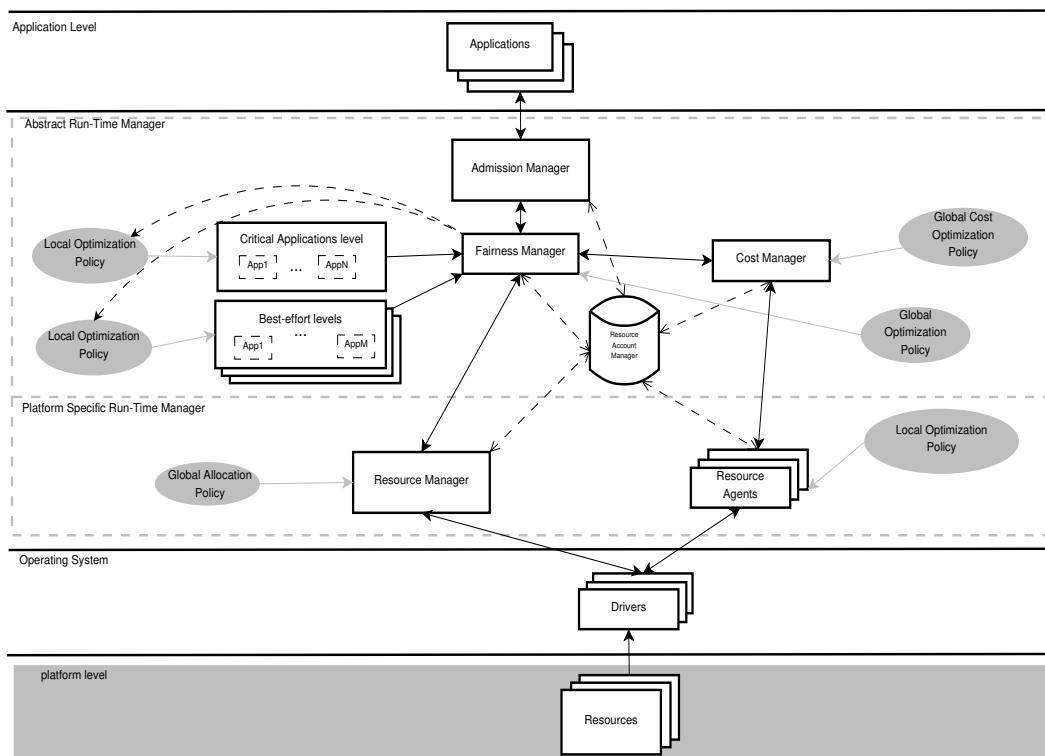 Application Level
Applications
Abstract Run-Time Manager
Admission Manager
Local Optimization
Policy
Critical Applications level
App1
...
AppN
Fairness Manager
Cost Manager
Global Cost
Optimization
Policy
Local Optimization
Policy
Best-effort levels
App1
...
AppM
Resource
Account
Manager
Global
Optimization
Policy
Platform Specific Run-Time Manager
Global Allocation
Policy
Resource Manager
Resource
Agents
Local Optimization
Policy
Operating System
Drivers
platform level
Resources